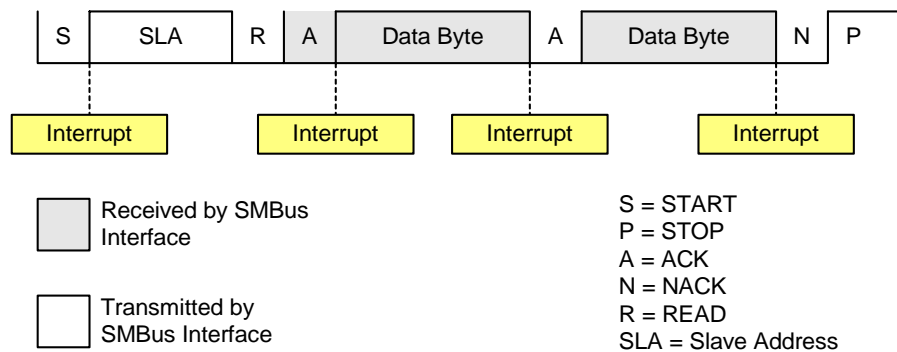 S SLA R A Data Byte A Data Byte N P
Interrupt Interrupt Interrupt Interrupt
Received by SMBus
Interface
Transmitted by
SMBus Interface
S = START
P = STOP
A = ACK
N = NACK
R = READ
SLA = Slave Address